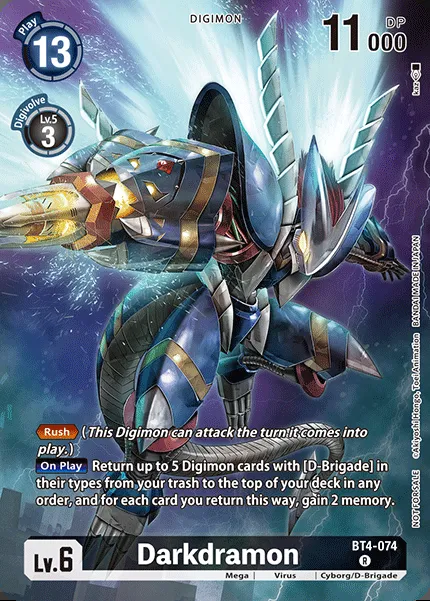 DIGIMON
Play
13
11000
DP
Digivolve
Lv.5
3
Rush (This Digimon can attack the turn it comes into
play.)
On Play Return up to 5 Digimon cards with [D-Brigade] in
their types from your trash to the top of your deck in any
order, and for each card you return this way, gain 2 memory.
NOT FOR SALE ©Akiyoshi Hongo, Toei Animation BANDAI MADE IN JAPAN
Lv.6
Darkdramon
BT4-074
R
Mega | Virus | Cyborg/D-Brigade